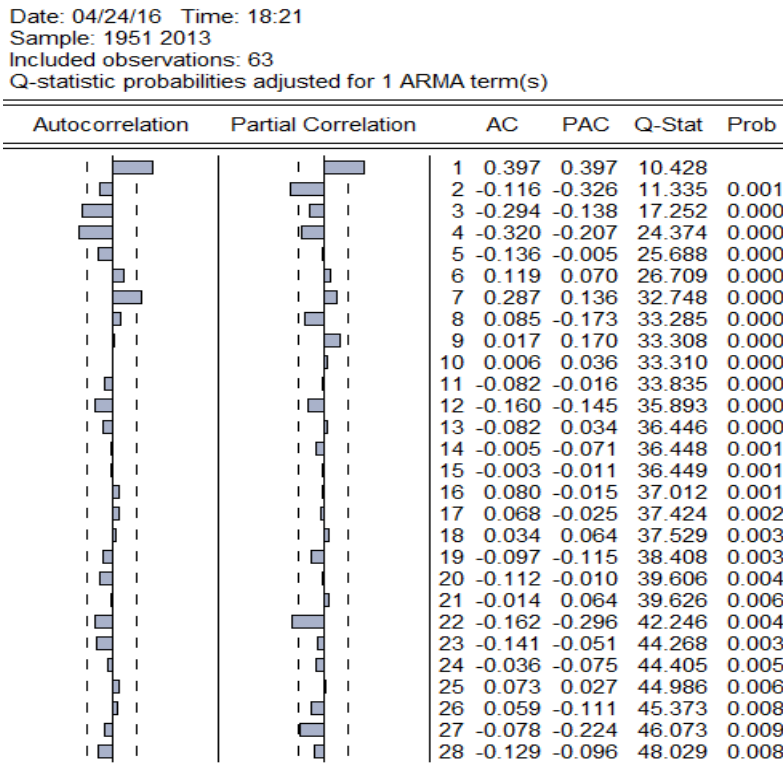 Date: 04/24/16 Time: 18:21
Sample: 1951 2013
Included observations: 63
Q-statistic probabilities adjusted for 1 ARMA term(s)
Autocorrelation Partial Correlation AC PAC Q-Stat Prob
1 0.397 0.397 10.428
2 -0.116 -0.326 11.335 0.001
3 -0.294 -0.138 17.252 0.000
4 -0.320 -0.207 24.374 0.000
5 -0.136 -0.005 25.688 0.000
6 0.119 0.070 26.709 0.000
7 0.287 0.136 32.748 0.000
8 0.085 -0.173 33.285 0.000
9 0.017 0.170 33.308 0.000
10 0.006 0.036 33.310 0.000
11 -0.082 -0.016 33.835 0.000
12 -0.160 -0.145 35.893 0.000
13 -0.082 0.034 36.446 0.000
14 -0.005 -0.071 36.448 0.001
15 -0.003 -0.011 36.449 0.001
16 0.080 -0.015 37.012 0.001
17 0.068 -0.025 37.424 0.002
18 0.034 0.064 37.529 0.003
19 -0.097 -0.115 38.408 0.003
20 -0.112 -0.010 39.606 0.004
21 -0.014 0.064 39.626 0.006
22 -0.162 -0.296 42.246 0.004
23 -0.141 -0.051 44.268 0.003
24 -0.036 -0.075 44.405 0.005
25 0.073 0.027 44.986 0.006
26 0.059 -0.111 45.373 0.008
27 -0.078 -0.224 46.073 0.009
28 -0.129 -0.096 48.029 0.008